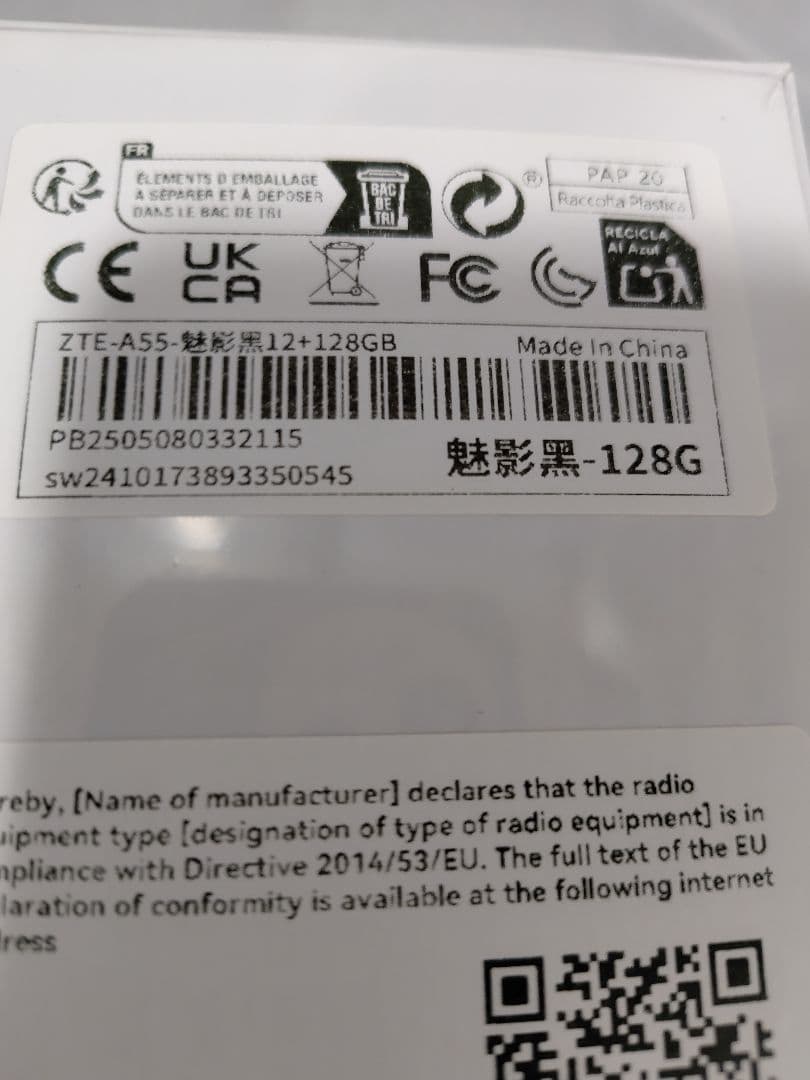 FR
ÉLÉMENTS D EMBALLAGE
À SÉPARER ET À DÉPOSER
DANS LE BAC DE TRI
BAC
DE
TRI
®
PAP 20
Raccolta Plastica
CE
UK
CA
FC
RECICLA
Al Azul
ZTE-A55-魅影黑12+128GB
Made In China
PB2505080332115
sw2410173893350545
魅影黑-128G
reby, [Name of manufacturer] declares that the radio
uipment type [designation of type of radio equipment] is in
mpliance with Directive 2014/53/EU. The full text of the EU
laration of conformity is available at the following internet
ress